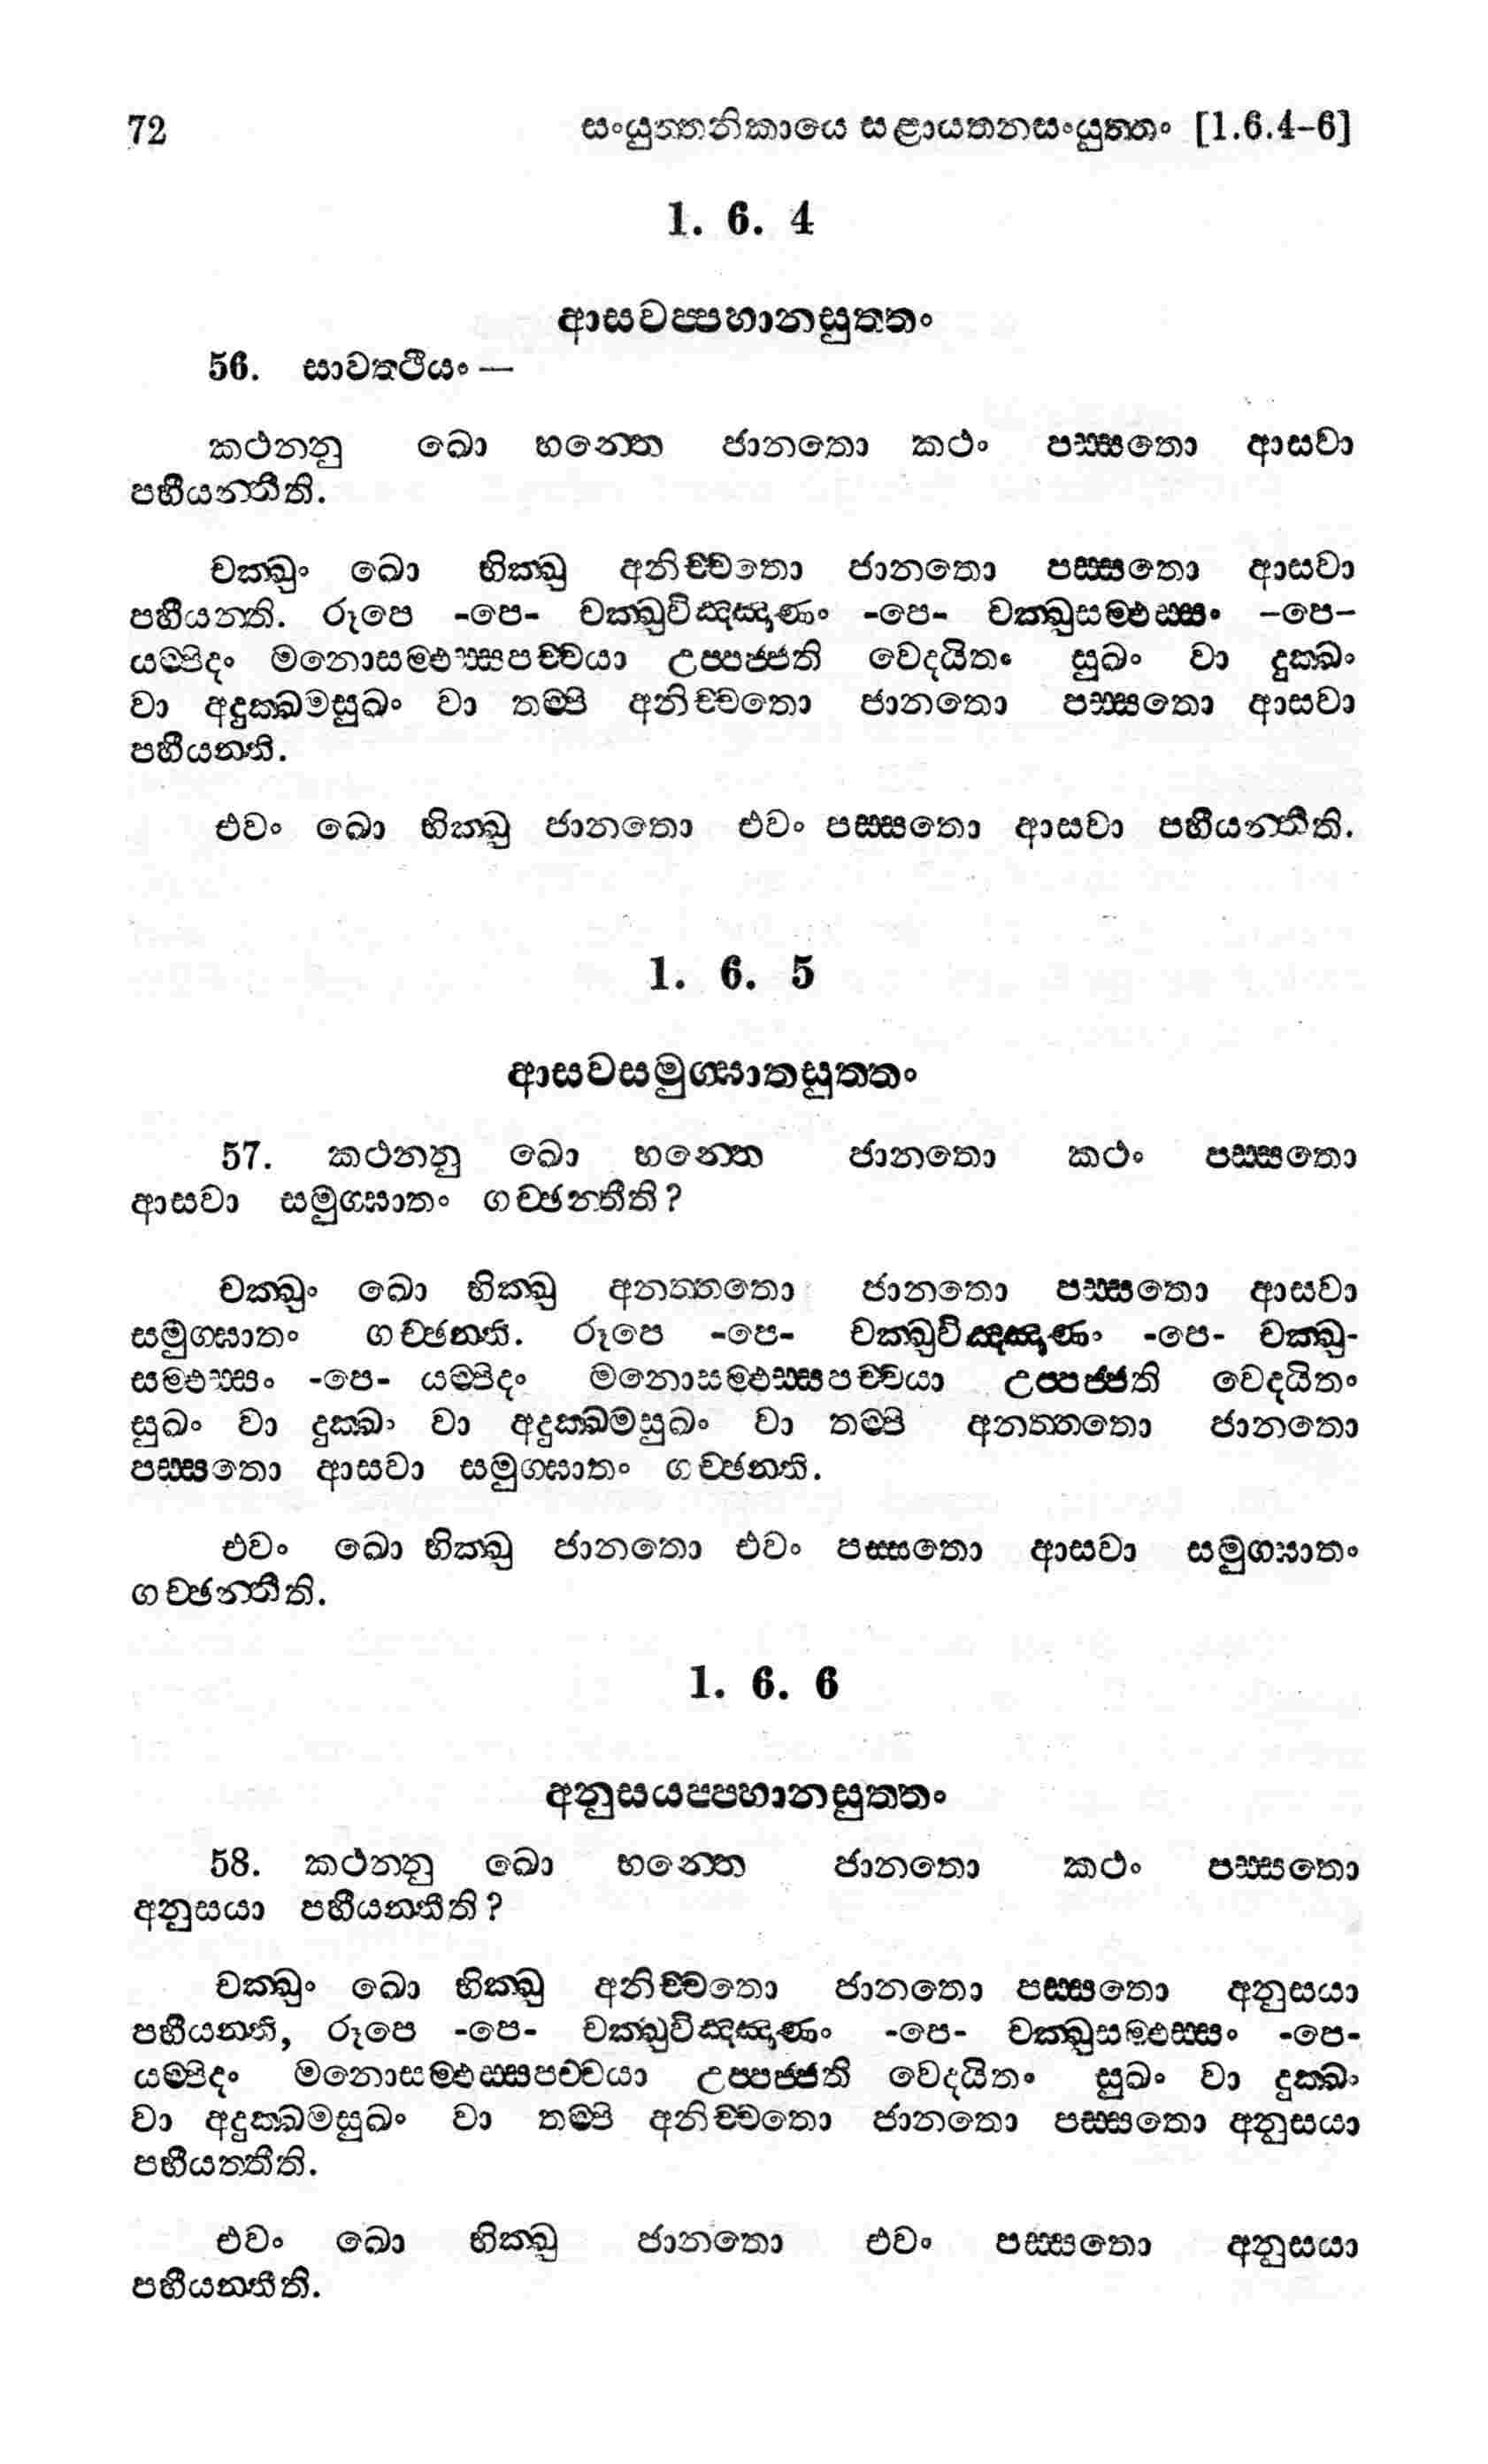 72 සංයුත්තනිකායෙ සළායතනසංයුත්තං [1.6.4-6]
1. 6. 4
ආසවප්පහානසුත්තං
56. සාවත්ථියං —
කථන්නු ඛො භන්තෙ ජානතො කථං පස්සතො ආසවා
පහීයන්තීති.
චක්ඛුං ඛො භික්ඛු අනිච්චතො ජානතො පස්සතො ආසවා
පහීයන්ති. රූපෙ -පෙ- චක්ඛුවිඤ්ඤාණං -පෙ- චක්ඛුසම්ඵස්සං -පෙ-
යම්පිදං මනොසම්ඵස්සපච්චයා උප්පජ්ජති වෙදයිතං සුඛං වා දුක්ඛං
වා අදුක්ඛමසුඛං වා තම්පි අනිච්චතො ජානතො පස්සතො ආසවා
පහීයන්ති.
එවං ඛො භික්ඛු ජානතො එවං පස්සතො ආසවා පහීයන්තීති.
1. 6. 5
ආසවසමුග්ඝාතසුත්තං
57. කථන්නු ඛො භන්තෙ ජානතො කථං පස්සතො
ආසවා සමුග්ඝාතං ගච්ඡන්තීති?
චක්ඛුං ඛො භික්ඛු අනත්තතො ජානතො පස්සතො ආසවා
සමුග්ඝාතං ගච්ඡන්ති. රූපෙ -පෙ- චක්ඛුවිඤ්ඤාණං -පෙ- චක්ඛු-
සම්ඵස්සං -පෙ- යම්පිදං මනොසම්ඵස්සපච්චයා උප්පජ්ජති වෙදයිතං
සුඛං වා දුක්ඛං වා අදුක්ඛමසුඛං වා තම්පි අනත්තතො ජානතො
පස්සතො ආසවා සමුග්ඝාතං ගච්ඡන්ති.
එවං ඛො භික්ඛු ජානතො එවං පස්සතො ආසවා සමුග්ඝාතං
ගච්ඡන්තීති.
1. 6. 6
අනුසයප්පහානසුත්තං
58. කථන්නු ඛො භන්තෙ ජානතො කථං පස්සතො
අනුසයා පහීයන්තීති?
චක්ඛුං ඛො භික්ඛු අනිච්චතො ජානතො පස්සතො අනුසයා
පහීයන්ති, රූපෙ -පෙ- චක්ඛුවිඤ්ඤාණං -පෙ- චක්ඛුසම්ඵස්සං -පෙ-
යම්පිදං මනොසම්ඵස්සපච්චයා උප්පජ්ජති වෙදයිතං සුඛං වා දුක්ඛං
වා අදුක්ඛමසුඛං වා තම්පි අනිච්චතො ජානතො පස්සතො අනුසයා
පහීයත්තීති.
එවං ඛො භික්ඛු ජානතො එවං පස්සතො අනුසයා
පහීයන්තීති.